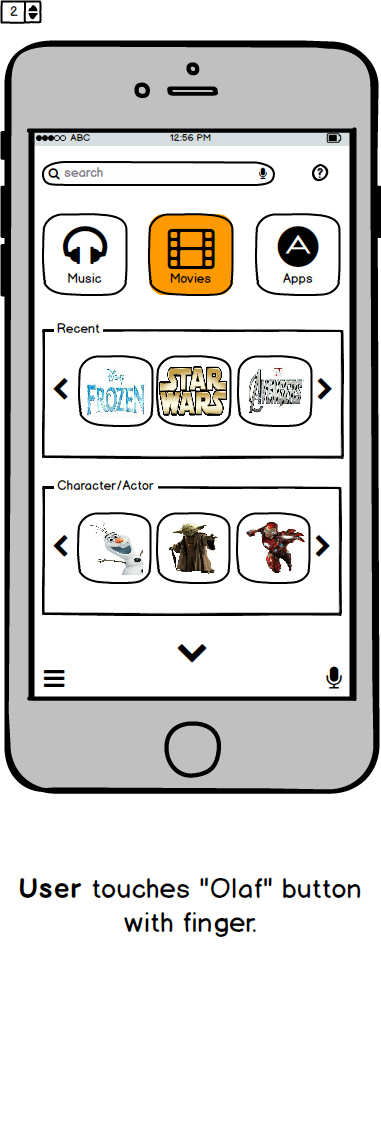 2
ABC 12:56 PM
search
?
Music Movies Apps
Recent
Disney
FROZEN
STAR
WARS
AVENGERS
Character/Actor
User touches "Olaf" button
with finger.